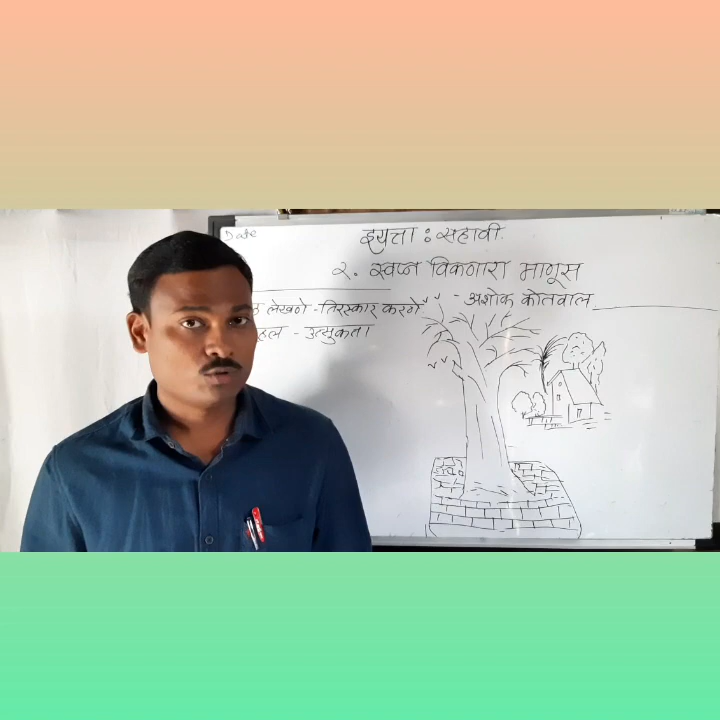 Date
इयत्ता : सहावी.
२. स्वप्न विकणारा माणूस
- अशोक कोतवाल
लेखणे - तिरस्कार करणे
- उत्सुकता